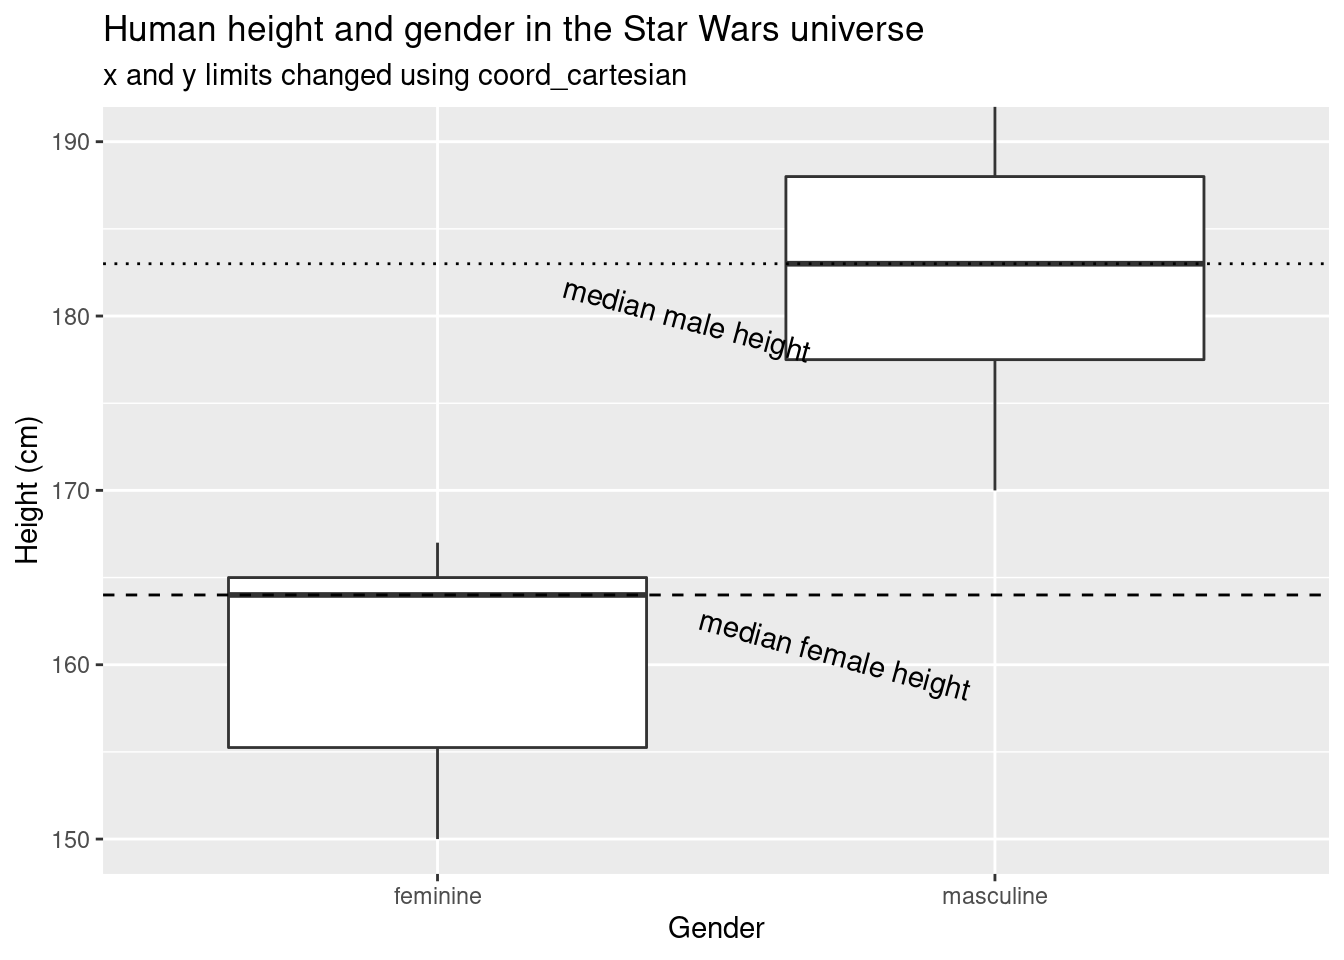 Human height and gender in the Star Wars universe
x and y limits changed using coord_cartesian
190
180
170
160
150
Height (cm)
median male height
median female height
feminine
masculine
Gender